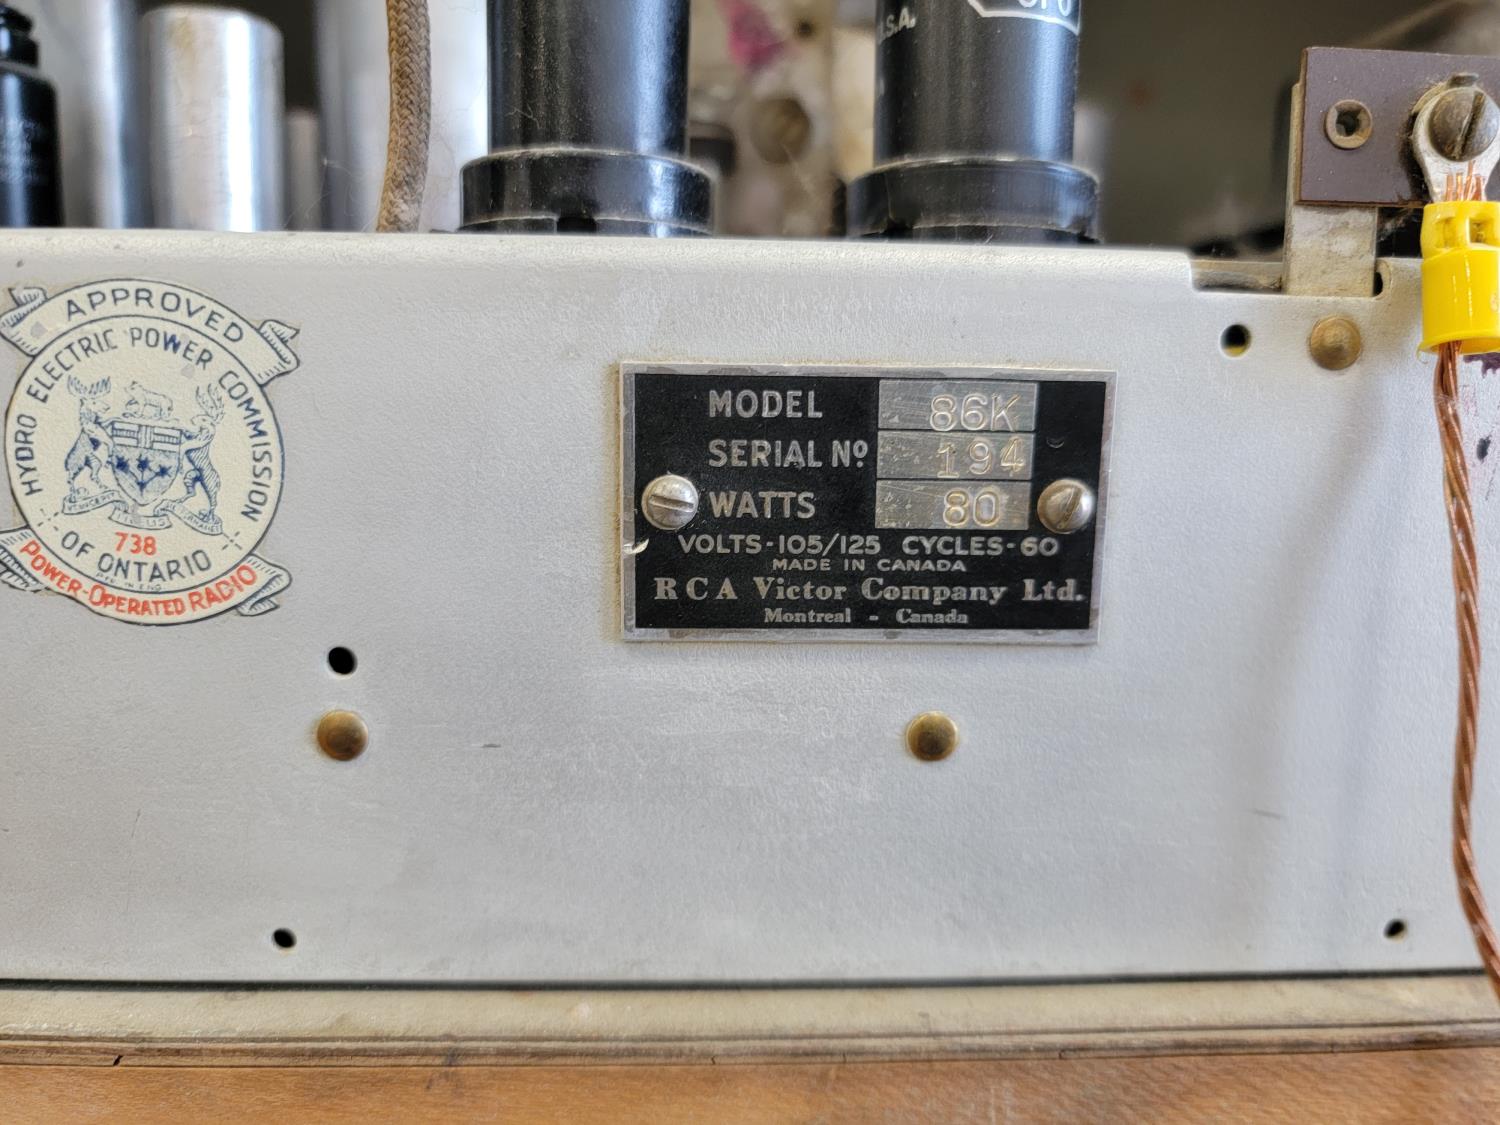 U.S.A.
6F6
APPROVED
HYDRO ELECTRIC POWER COMMISSION
OF ONTARIO
738
POWER-OPERATED RADIO
MODEL 86K
SERIAL Nº 194
WATTS 80
VOLTS-105/125 CYCLES-60
MADE IN CANADA
RCA Victor Company Ltd.
Montreal - Canada